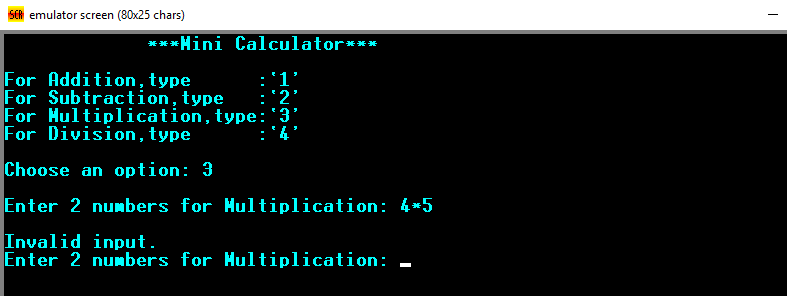 emulator screen (80x25 chars)
***Mini Calculator***
For Addition,type      :'1'
For Subtraction,type   :'2'
For Multiplication,type:'3'
For Division,type      :'4'
Choose an option: 3
Enter 2 numbers for Multiplication: 4*5
Invalid input.
Enter 2 numbers for Multiplication: